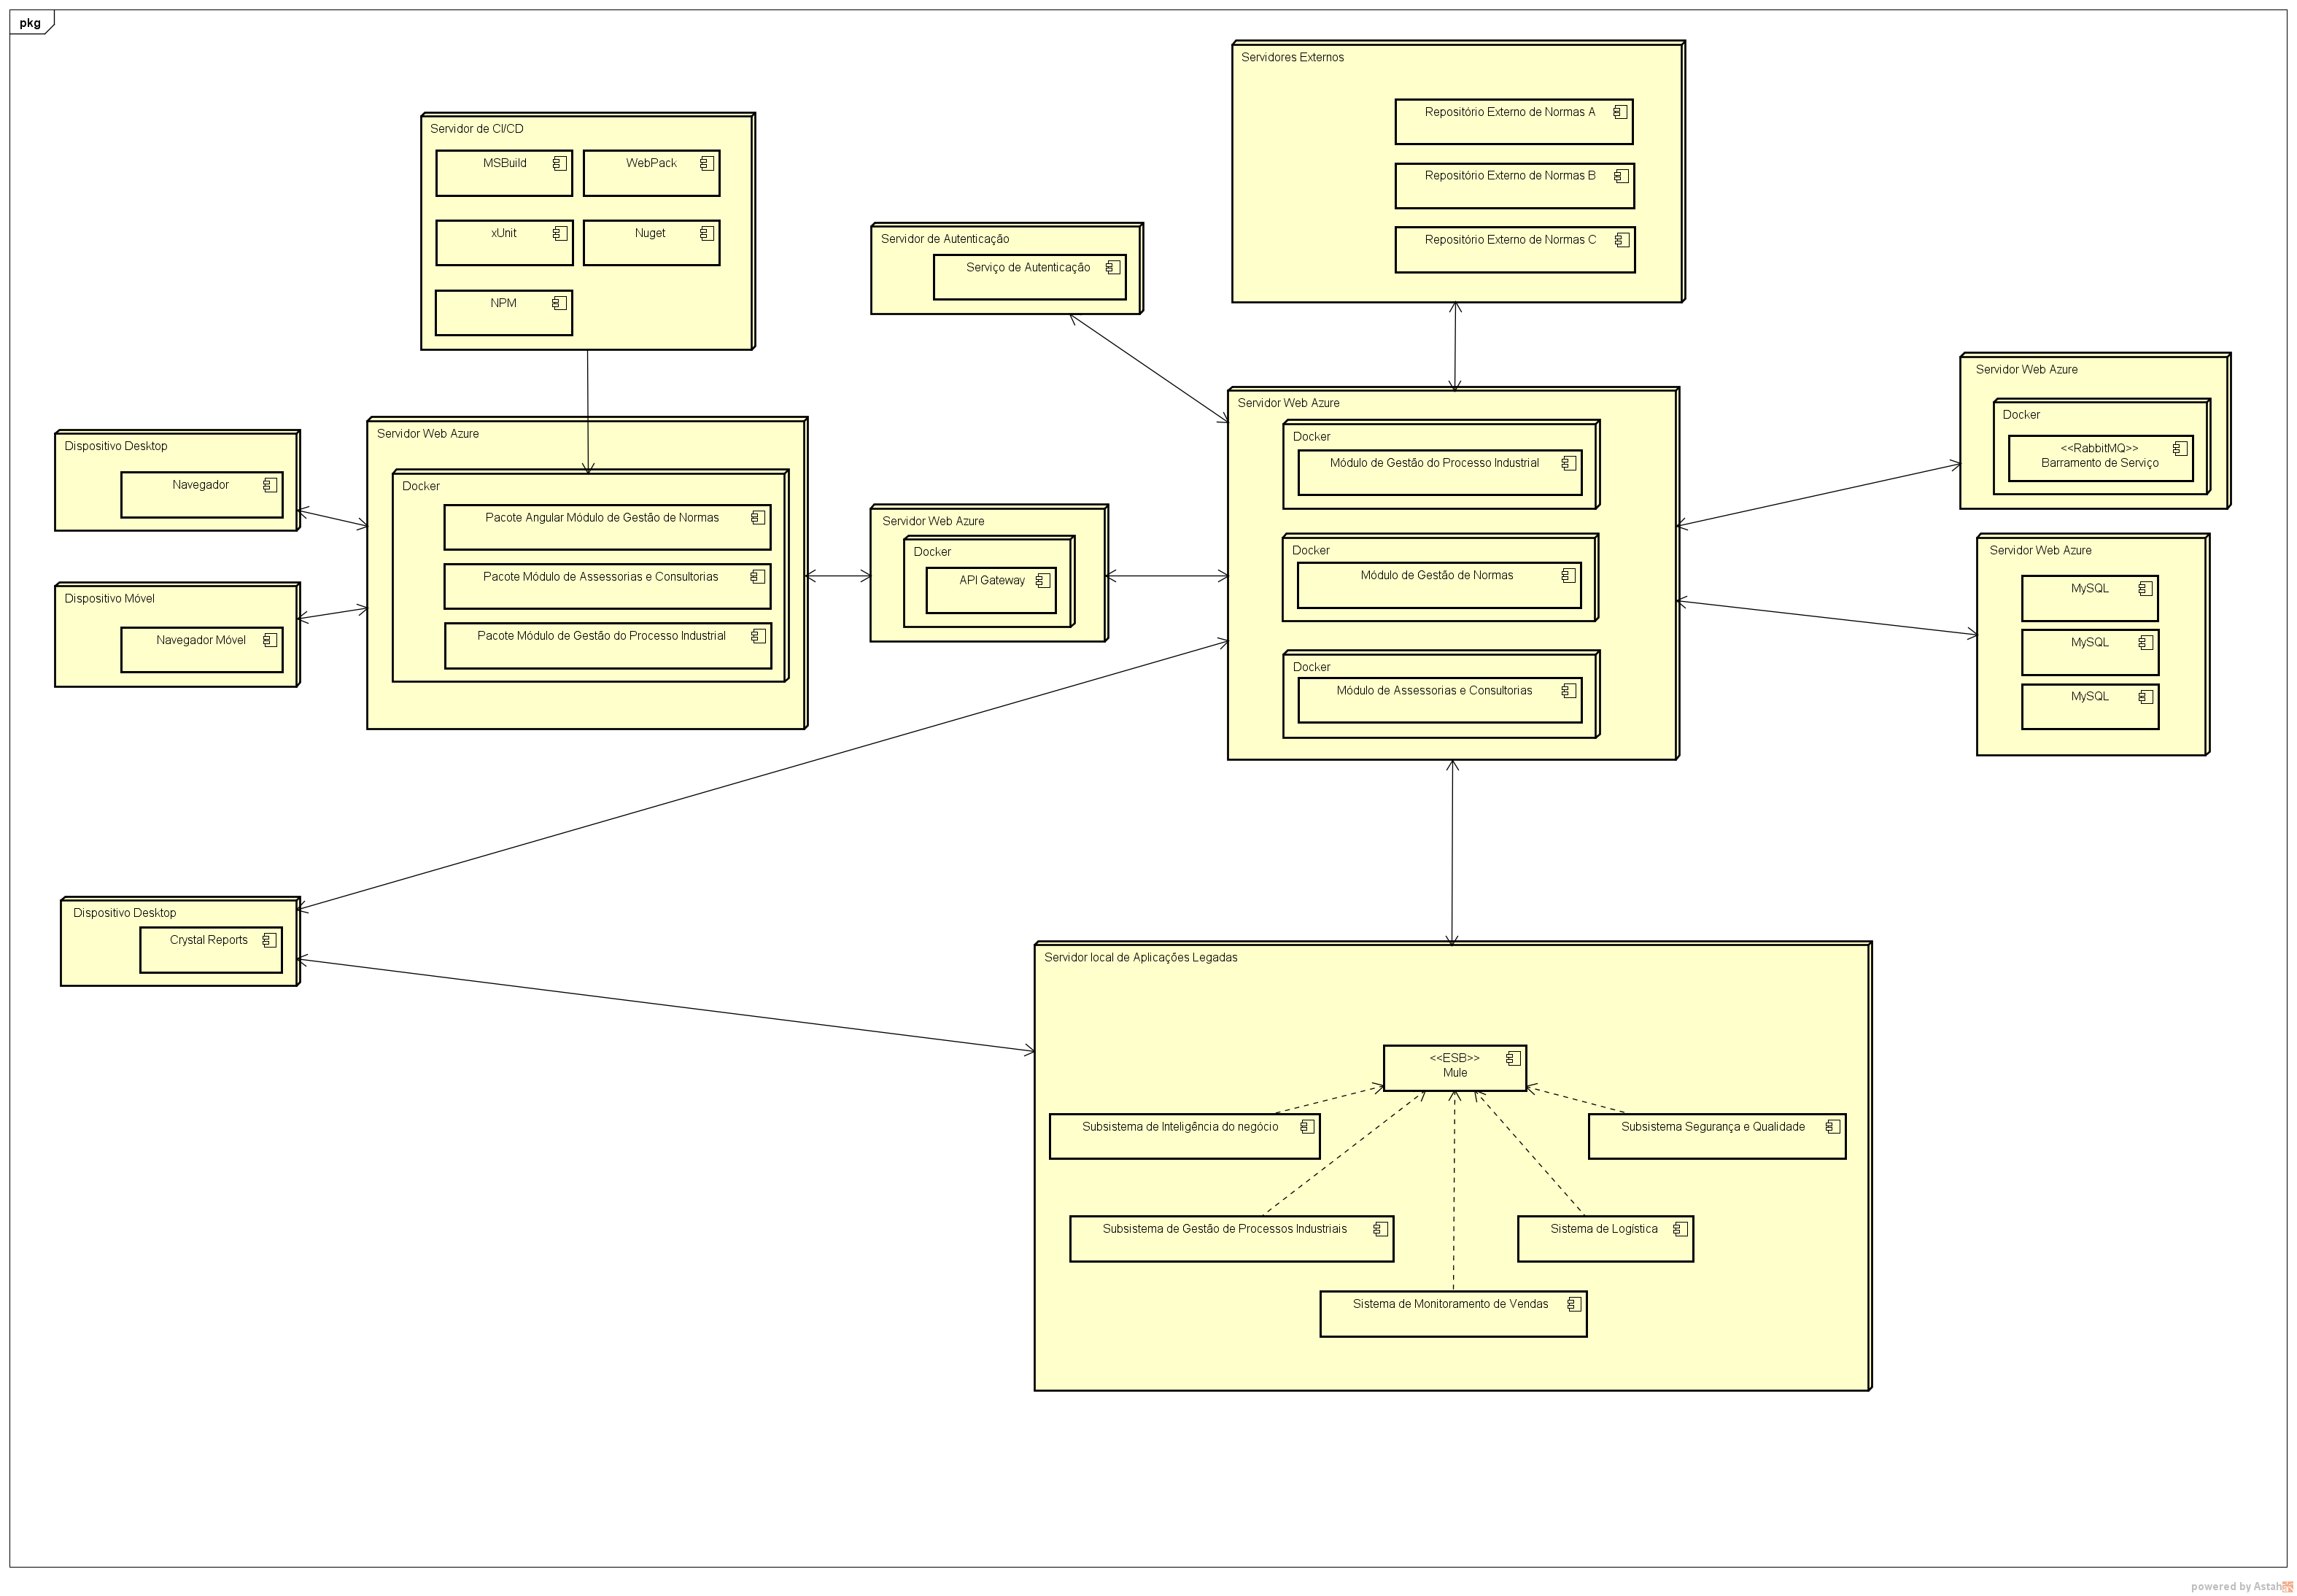 pkg
Servidores Externos
Repositório Externo de Normas A
Repositório Externo de Normas B
Repositório Externo de Normas C
Servidor de CI/CD
MSBuild
WebPack
xUnit
Nuget
NPM
Servidor de Autenticação
Serviço de Autenticação
Servidor Web Azure
Docker
<<RabbitMQ>>
Barramento de Serviço
Servidor Web Azure
Docker
Módulo de Gestão do Processo Industrial
Docker
Módulo de Gestão de Normas
Docker
Módulo de Assessorias e Consultorias
Dispositivo Desktop
Navegador
Servidor Web Azure
Docker
Pacote Angular Módulo de Gestão de Normas
Pacote Módulo de Assessorias e Consultorias
Pacote Módulo de Gestão do Processo Industrial
Servidor Web Azure
Docker
API Gateway
Servidor Web Azure
MySQL
MySQL
MySQL
Dispositivo Móvel
Navegador Móvel
Dispositivo Desktop
Crystal Reports
Servidor local de Aplicações Legadas
<<ESB>>
Mule
Subsistema de Inteligência do negócio
Subsistema Segurança e Qualidade
Subsistema de Gestão de Processos Industriais
Sistema de Logística
Sistema de Monitoramento de Vendas
powered by Astah